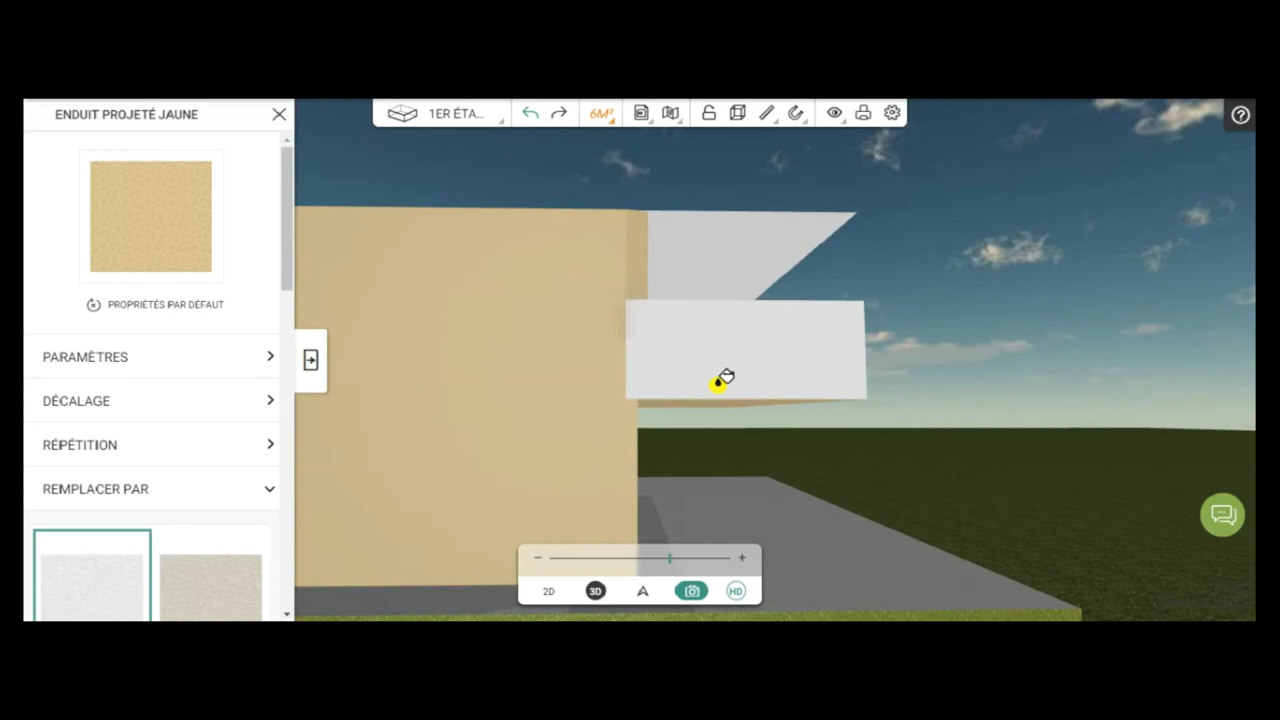 ENDUIT PROJETÉ JAUNE
1ER ÉTA...
6M²
PROPRIÉTÉS PAR DÉFAUT
PARAMÈTRES
DÉCALAGE
RÉPÉTITION
REMPLACER PAR
2D
3D
HD